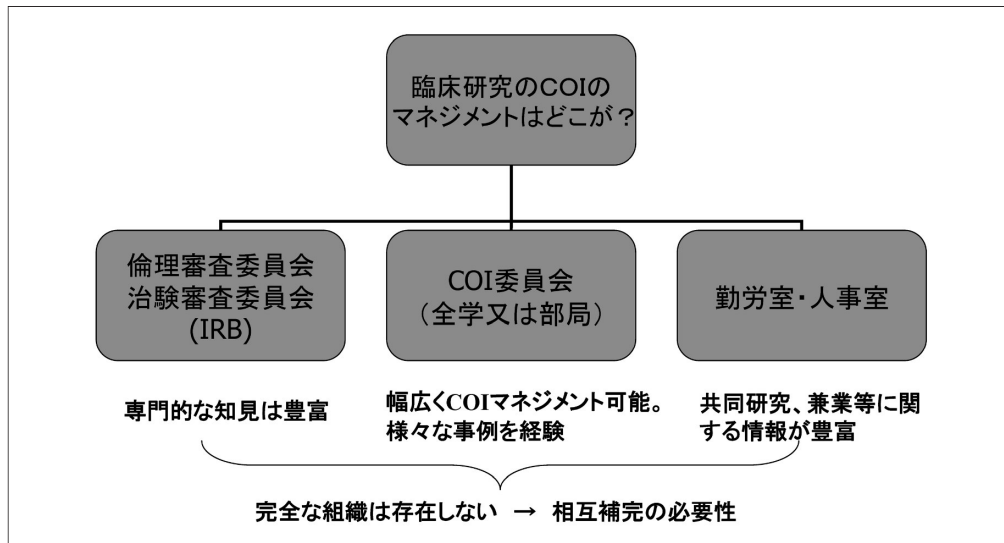 臨床研究のCOIの
マネジメントはどこが？
倫理審査委員会
治験審査委員会
(IRB)
COI委員会
（全学又は部局）
勤労室・人事室
専門的な知見は豊富
幅広くCOIマネジメント可能。
様々な事例を経験
共同研究、兼業等に関
する情報が豊富
完全な組織は存在しない → 相互補完の必要性